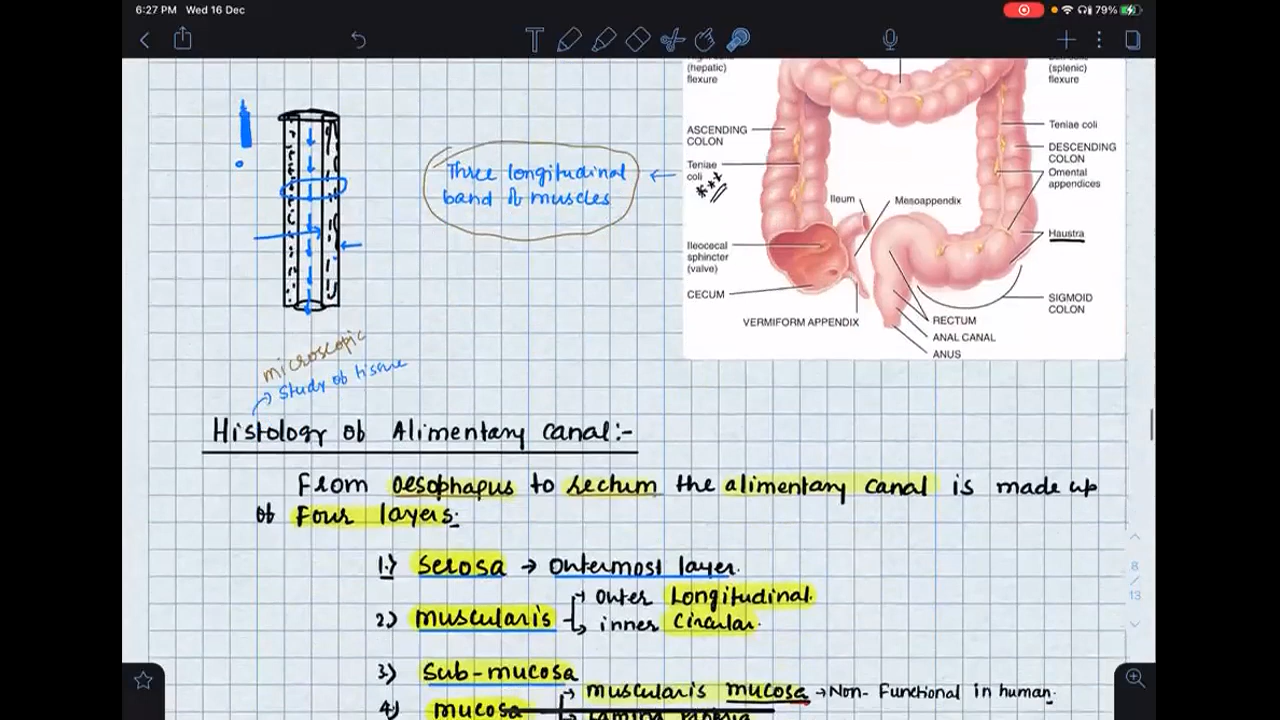 6:27 PM Wed 16 Dec
79%
(hepatic)
flexure
(splenic)
flexure
ASCENDING
COLON
Teniae
coli
Ileocecal
sphincter
(valve)
CECUM
VERMIFORM APPENDIX
Ileum
Mesoappendix
Teniae coli
DESCENDING
COLON
Omental
appendices
Haustra
SIGMOID
COLON
RECTUM
ANAL CANAL
ANUS
Three longitudinal
band of muscles
microscopic
Study of tissue
Histology of Alimentary canal:-
From oesophagus to rectum the alimentary canal is made up
of Four layers:
1.) Serosa → Outermost layer.
2) muscularis → outer Longitudinal.
→ inner Circular.
3) Sub-mucosa
4) mucosa → muscularis mucosa → Non-Functional in human.
8
/
13